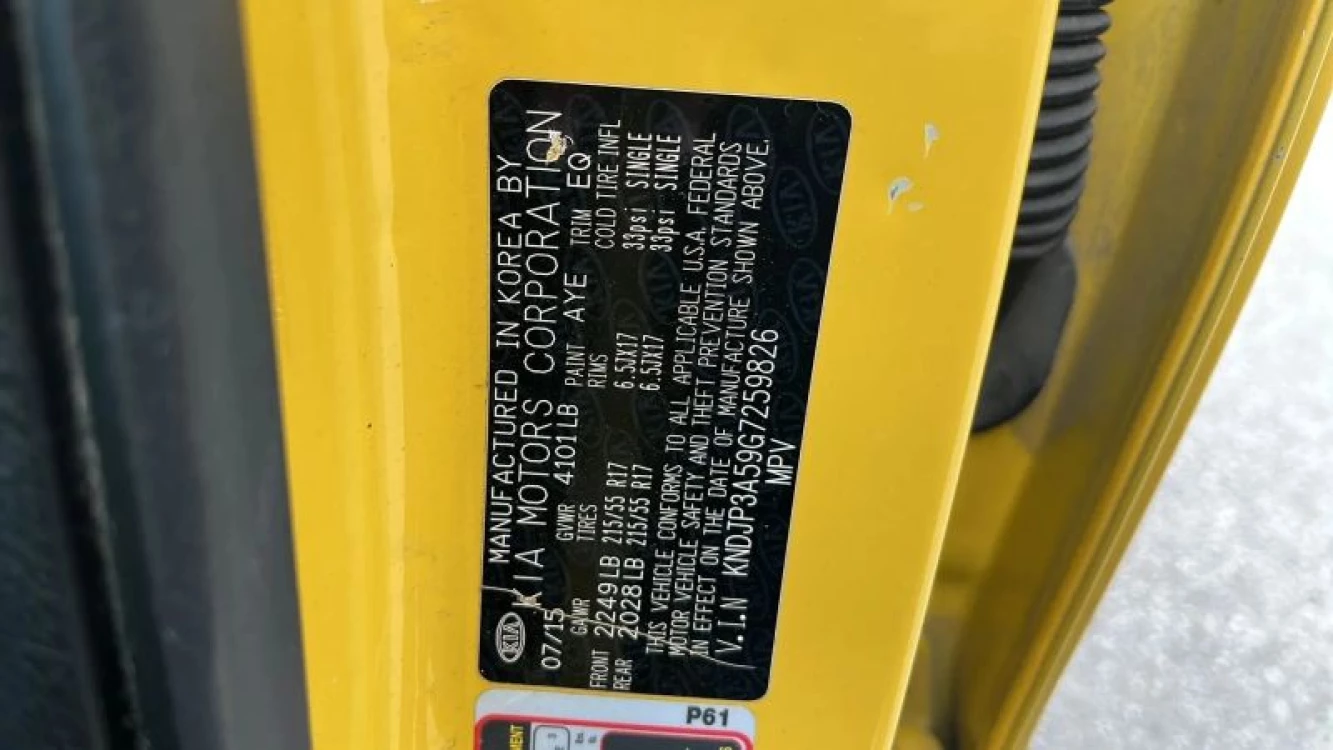 KIA MANUFACTURED IN KOREA BY
KIA MOTORS CORPORATION
07/15 GVWR 4101LB PAINT AYE TRIM EQ
GAWR TIRES RIMS COLD TIRE INFL
FRONT 2249LB 215/55 R17 6.5JX17 33psi SINGLE
REAR 2028LB 215/55 R17 6.5JX17 33psi SINGLE
THIS VEHICLE CONFORMS TO ALL APPLICABLE U.S.A. FEDERAL
MOTOR VEHICLE SAFETY AND THEFT PREVENTION STANDARDS
IN EFFECT ON THE DATE OF MANUFACTURE SHOWN ABOVE.
V.I.N KNDJP3A59G7259826
MPV
P61